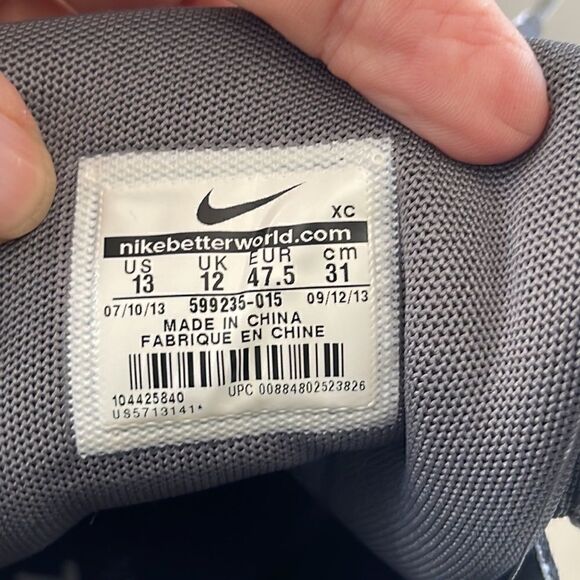 XC
nikebetterworld.com
US UK EUR cm
13 12 47.5 31
07/10/13 599235-015 09/12/13
MADE IN CHINA
FABRIQUE EN CHINE
104425840 UPC 00884802523826
US5713141*